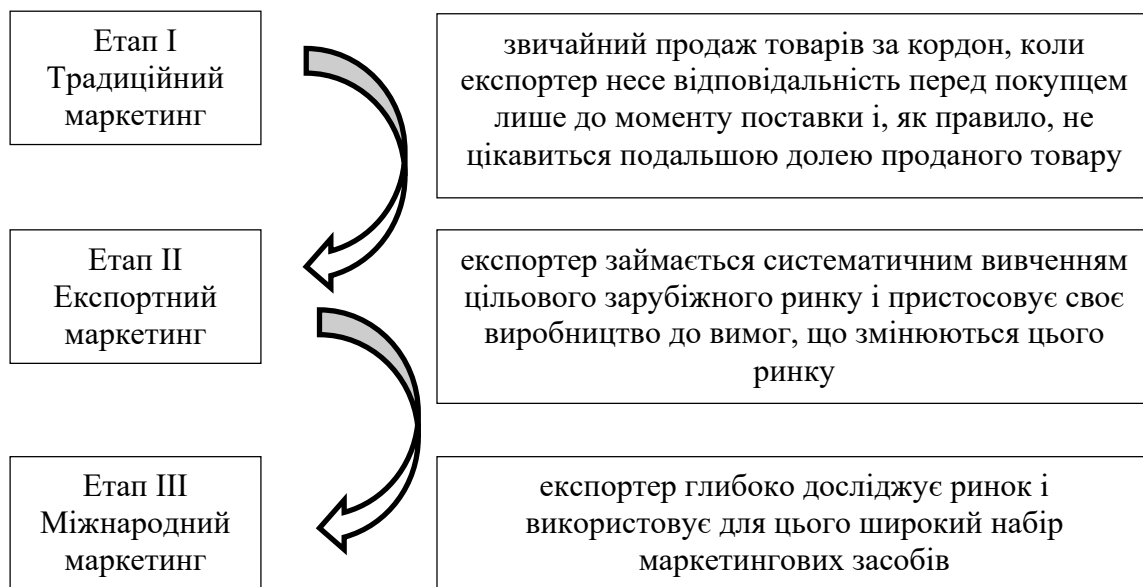 Етап I
Традиційний
маркетинг
звичайний продаж товарів за кордон, коли
експортер несе відповідальність перед покупцем
лише до моменту поставки і, як правило, не
цікавиться подальшою долею проданого товару
Етап II
Експортний
маркетинг
експортер займається систематичним вивченням
цільового зарубіжного ринку і пристосовує своє
виробництво до вимог, що змінюються цього
ринку
Етап III
Міжнародний
маркетинг
експортер глибоко досліджує ринок і
використовує для цього широкий набір
маркетингових засобів